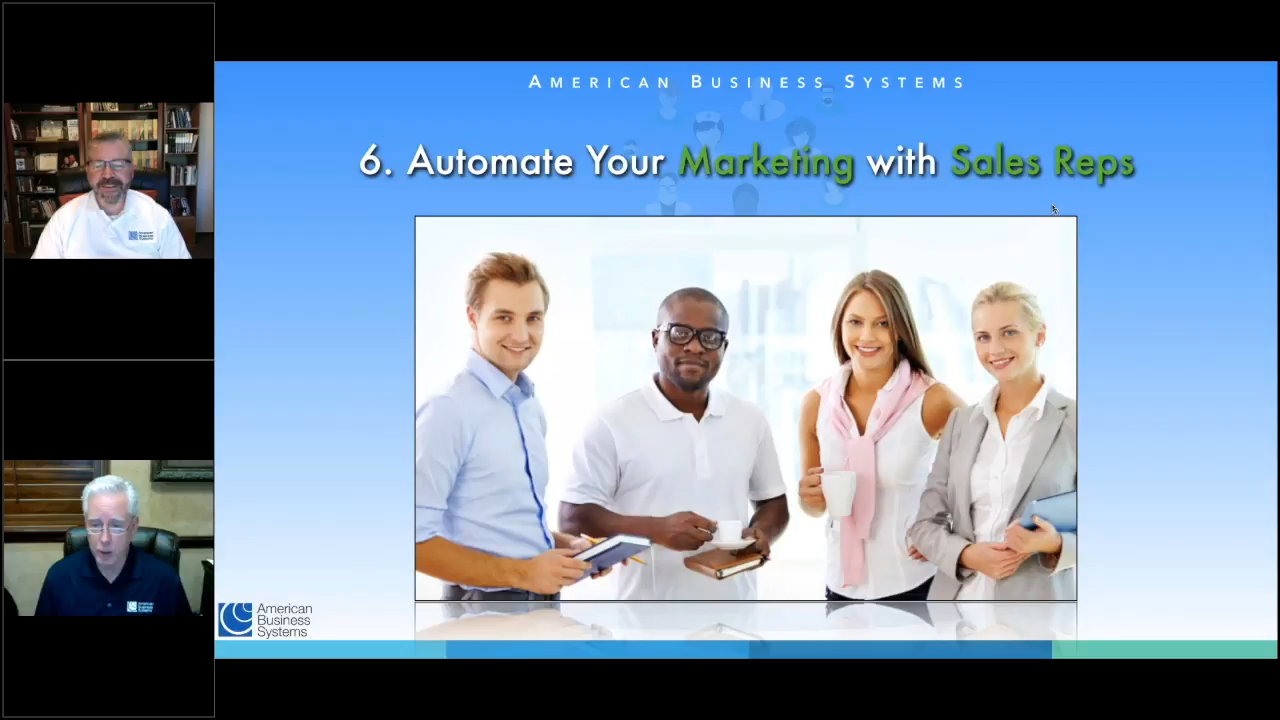 AMERICAN BUSINESS SYSTEMS
6. Automate Your Marketing with Sales Reps
American
Business
Systems